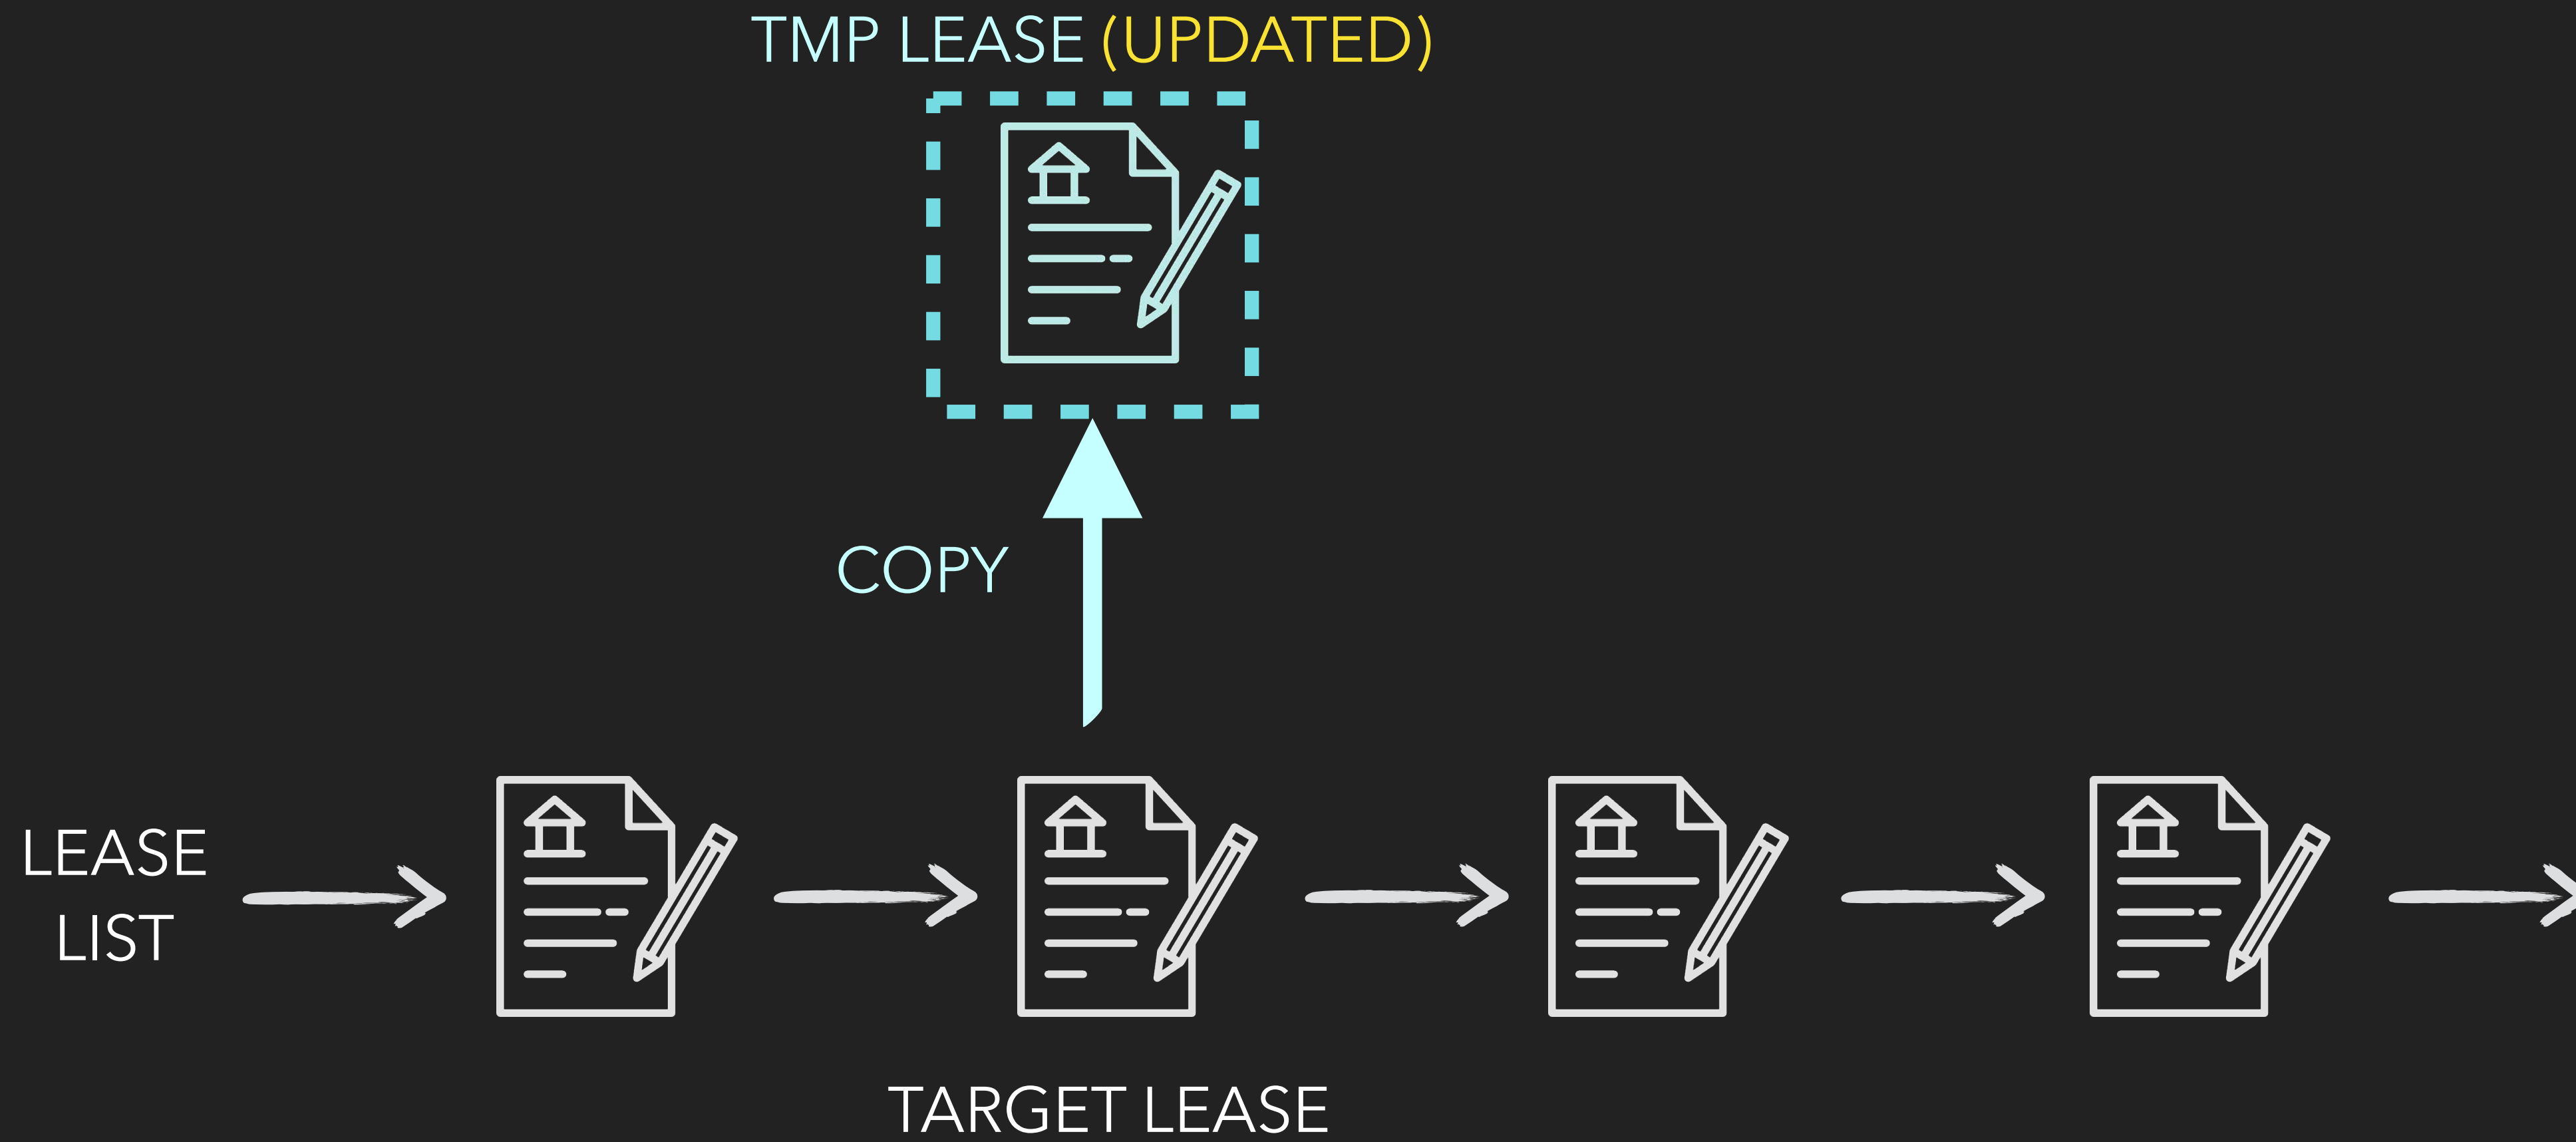 TMP LEASE (UPDATED)
COPY
LEASE
LIST
TARGET LEASE